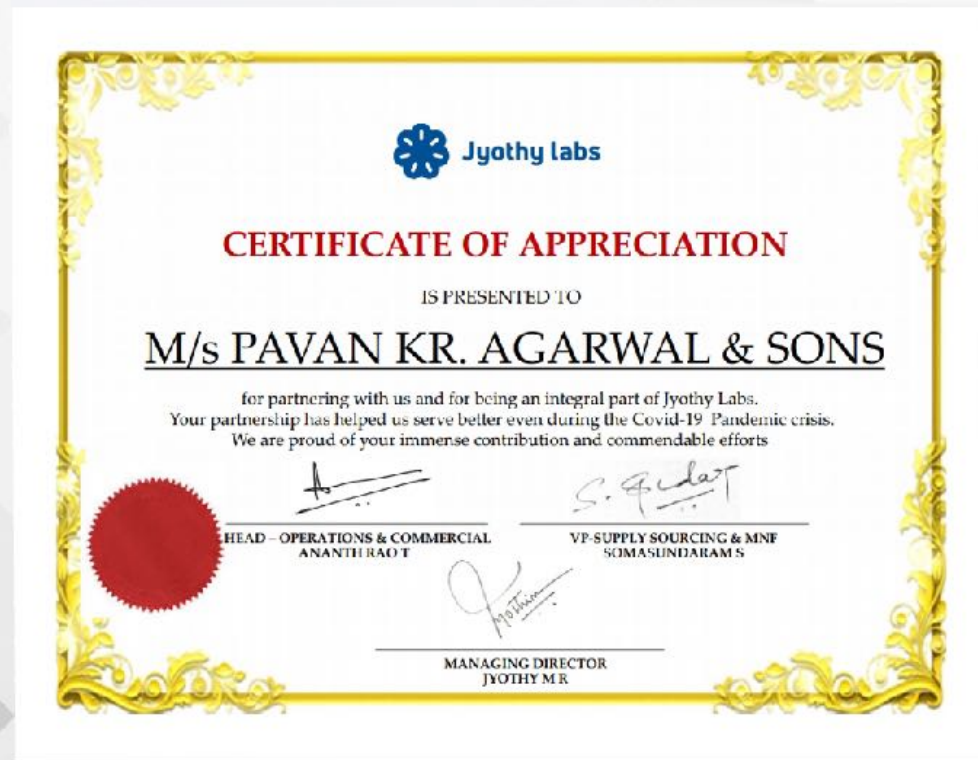 Jyothy labs
CERTIFICATE OF APPRECIATION
IS PRESENTED TO
M/s PAVAN KR. AGARWAL & SONS
for partnering with us and for being an integral part of Jyothy Labs.
Your partnership has helped us serve better even during the Covid-19 Pandemic crisis.
We are proud of your immense contribution and commendable efforts
HEAD – OPERATIONS & COMMERCIAL
ANANTH RAO T
VP-SUPPLY SOURCING & MNF
SOMASUNDARAM S
MANAGING DIRECTOR
JYOTHY M R